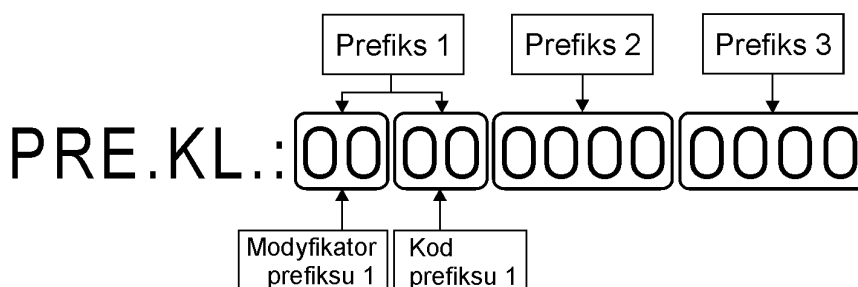 Prefiks 1 Prefiks 2 Prefiks 3
PRE.KL.: 00 00 0000 0000
Modyfikator prefiksu 1
Kod prefiksu 1